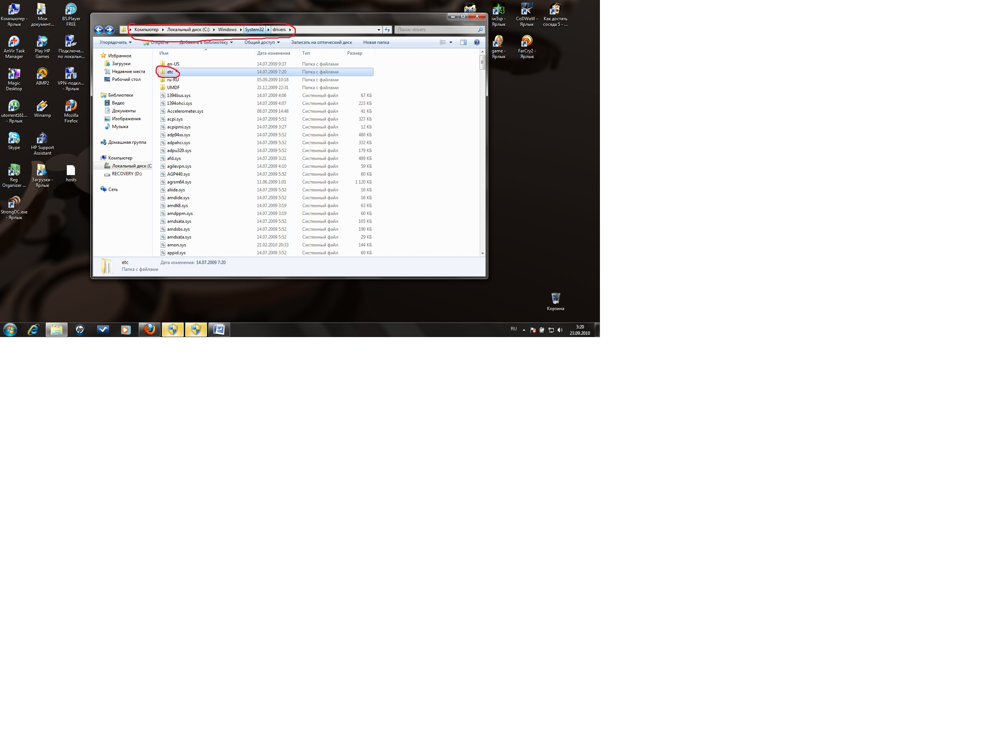 Компьютер - Ярлык
Мои документ...
BS.Player FREE
AnVir Task Manager
Play HP Games
Подключе... по локальн...
Magic Desktop
AIMP2
VPN-подкл... - Ярлык
utorrent161... - Ярлык
Winamp
Mozilla Firefox
Skype
HP Support Assistant
Reg Organizer ...
Загрузки - Ярлык
hosts
StrongDC.exe - Ярлык
iw3sp - Ярлык
CoDWaW - Ярлык
Как достать соседа 5 - ...
game - Ярлык
FarCry2 - Ярлык
Компьютер Локальный диск (C:) Windows System32 drivers
Поиск: drivers
Упорядочить Открыть Добавить в библиотеку Общий доступ Записать на оптический диск Новая папка
Избранное
Загрузки
Недавние места
Рабочий стол
Библиотеки
Видео
Документы
Изображения
Музыка
Домашняя группа
Компьютер
Локальный диск (C
RECOVERY (D:)
Сеть
Имя Дата изменения Тип Размер
en-US 14.07.2009 9:37 Папка с файлами
etc 14.07.2009 7:20 Папка с файлами
ru-RU 05.09.2009 10:18 Папка с файлами
UMDF 21.12.2009 22:31 Папка с файлами
1394bus.sys 14.07.2009 4:06 Системный файл 67 КБ
1394ohci.sys 14.07.2009 4:07 Системный файл 223 КБ
Accelerometer.sys 08.07.2009 14:48 Системный файл 41 КБ
acpi.sys 14.07.2009 5:52 Системный файл 327 КБ
acpipmi.sys 14.07.2009 3:27 Системный файл 12 КБ
adp94xx.sys 14.07.2009 5:52 Системный файл 480 КБ
adpahci.sys 14.07.2009 5:52 Системный файл 332 КБ
adpu320.sys 14.07.2009 5:52 Системный файл 179 КБ
afd.sys 14.07.2009 3:21 Системный файл 489 КБ
agilevpn.sys 14.07.2009 4:10 Системный файл 59 КБ
AGP440.sys 14.07.2009 5:52 Системный файл 60 КБ
agrsm64.sys 11.06.2009 1:01 Системный файл 1 120 КБ
aliide.sys 14.07.2009 5:52 Системный файл 16 КБ
amdide.sys 14.07.2009 5:52 Системный файл 16 КБ
amdk8.sys 14.07.2009 3:19 Системный файл 63 КБ
amdppm.sys 14.07.2009 3:19 Системный файл 60 КБ
amdsata.sys 14.07.2009 5:52 Системный файл 105 КБ
amdsbs.sys 14.07.2009 5:52 Системный файл 190 КБ
amdxata.sys 14.07.2009 5:52 Системный файл 29 КБ
amon.sys 21.02.2010 20:33 Системный файл 144 КБ
appid.sys 14.07.2009 3:52 Системный файл 60 КБ
etc Дата изменения: 14.07.2009 7:20
Папка с файлами
Корзина
RU
3:20
23.09.2010